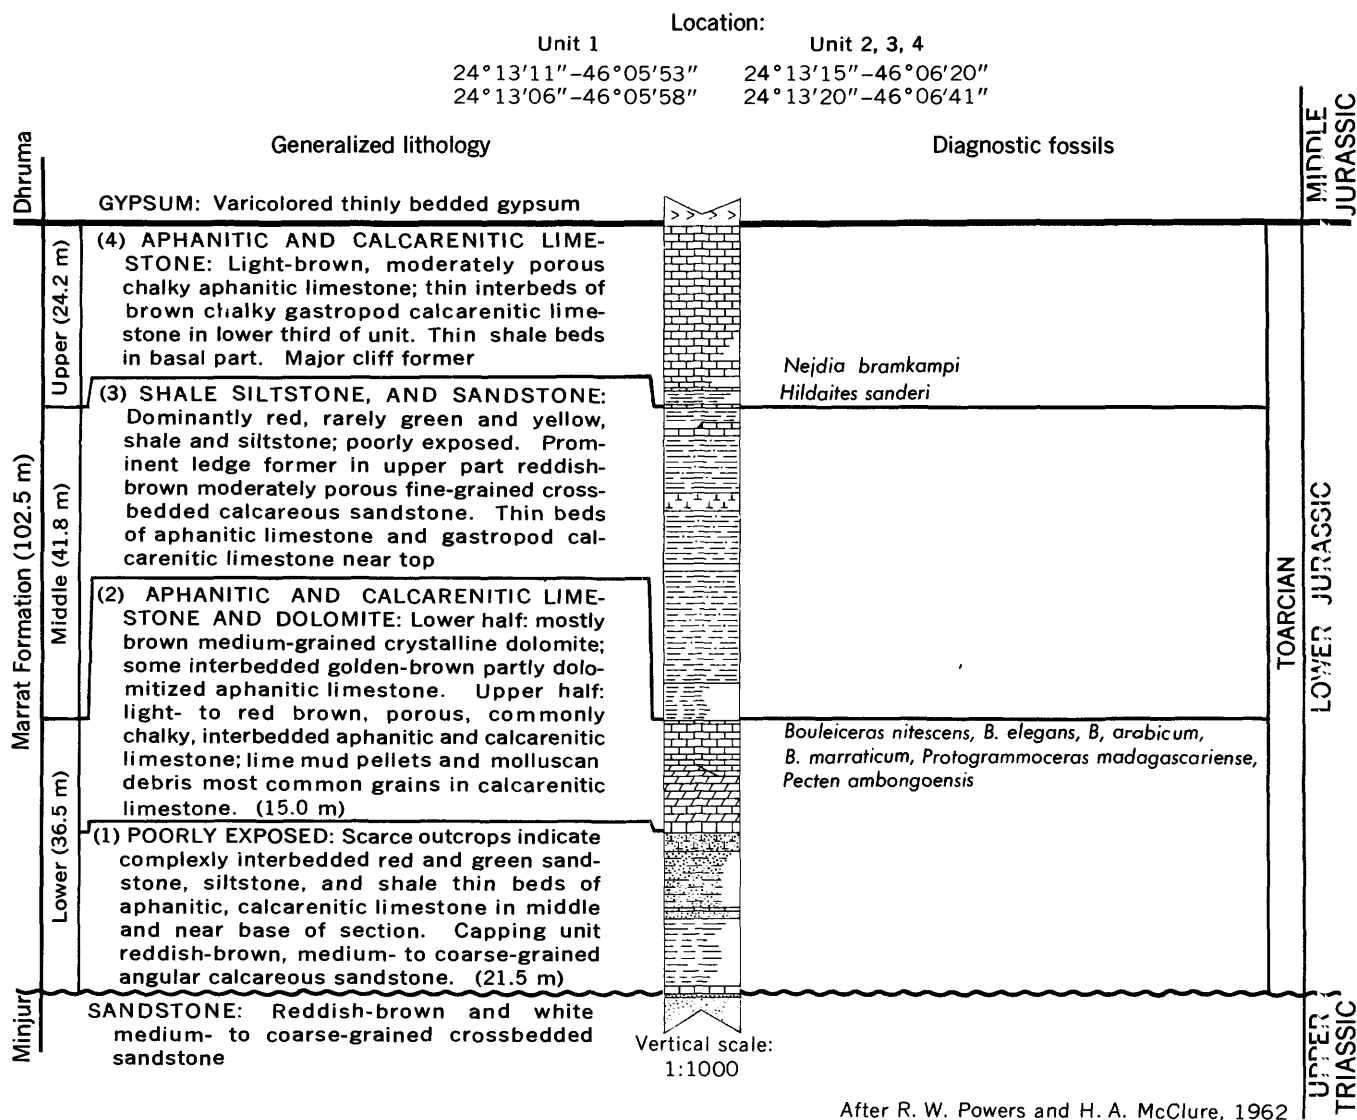 Location:
Unit 1
Unit 2, 3, 4
24°13'11"–46°05'53"
24°13'15"–46°06'20"
24°13'06"–46°05'58"
24°13'20"–46°06'41"
Generalized lithology
Diagnostic fossils
MIDDLE
JURASSIC
Dhruma
GYPSUM: Varicolored thinly bedded gypsum
Marrat Formation (102.5 m)
Upper (24.2 m)
(4) APHANITIC AND CALCARENITIC LIME-
STONE: Light-brown, moderately porous
chalky aphanitic limestone; thin interbeds of
brown chalky gastropod calcarenitic lime-
stone in lower third of unit. Thin shale beds
in basal part. Major cliff former
Nejdia bramkampi
Hildaites sanderi
Middle (41.8 m)
(3) SHALE SILTSTONE, AND SANDSTONE:
Dominantly red, rarely green and yellow,
shale and siltstone; poorly exposed. Prom-
inent ledge former in upper part reddish-
brown moderately porous fine-grained cross-
bedded calcareous sandstone. Thin beds
of aphanitic limestone and gastropod cal-
carenitic limestone near top
(2) APHANITIC AND CALCARENITIC LIME-
STONE AND DOLOMITE: Lower half: mostly
brown medium-grained crystalline dolomite;
some interbedded golden-brown partly dolo-
mitized aphanitic limestone. Upper half:
light- to red brown, porous, commonly
chalky, interbedded aphanitic and calcarenitic
limestone; lime mud pellets and molluscan
debris most common grains in calcarenitic
limestone. (15.0 m)
Bouleiceras nitescens, B. elegans, B, arabicum,
B. marraticum, Protogrammoceras madagascariense,
Pecten ambongoensis
TOARCIAN
LOWER JURASSIC
Lower (36.5 m)
(1) POORLY EXPOSED: Scarce outcrops indicate
complexly interbedded red and green sand-
stone, siltstone, and shale thin beds of
aphanitic, calcarenitic limestone in middle
and near base of section. Capping unit
reddish-brown, medium- to coarse-grained
angular calcareous sandstone. (21.5 m)
Minjur
SANDSTONE: Reddish-brown and white
medium- to coarse-grained crossbedded
sandstone
Vertical scale:
1:1000
UPPER
TRIASSIC
After R. W. Powers and H. A. McClure, 1962